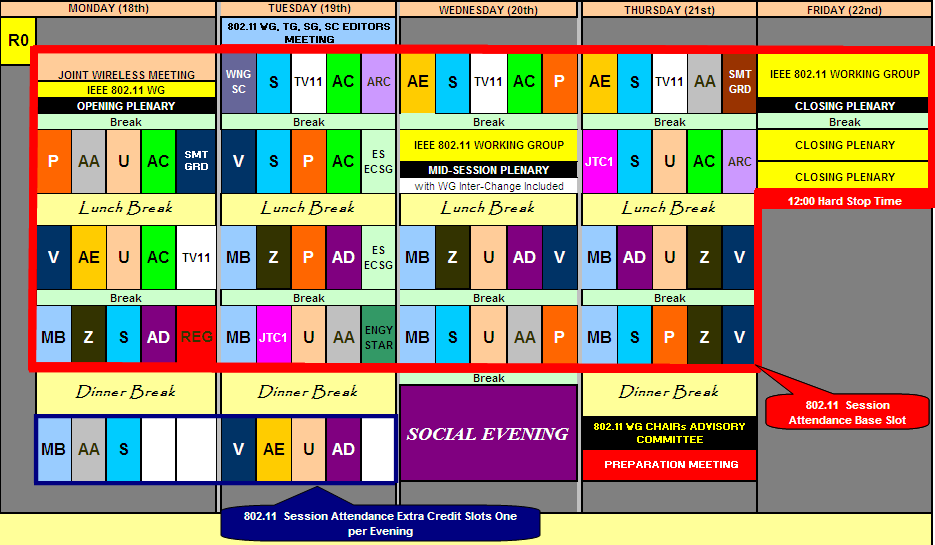 MONDAY (18th) TUESDAY (19th) WEDNESDAY (20th) THURSDAY (21st) FRIDAY (22nd)
R0
802.11 WG, TG, SG, SC EDITORS
MEETING
JOINT WIRELESS MEETING
IEEE 802.11 WG
OPENING PLENARY
WNG
SC
S TV11 AC ARC
AE S TV11 AC P
AE S TV11 AA
SMT
GRD
IEEE 802.11 WORKING GROUP
CLOSING PLENARY
Break Break Break Break Break
P AA U AC
SMT
GRD
V S P AC
ES
ECSG
IEEE 802.11 WORKING GROUP
MID-SESSION PLENARY
with WG Inter-Change Included
JTC1 S U AC ARC
CLOSING PLENARY
CLOSING PLENARY
Lunch Break Lunch Break Lunch Break Lunch Break
12:00 Hard Stop Time
V AE U AC TV11
MB Z P AD
ES
ECSG
MB Z U AD V
MB AD U Z V
Break Break Break Break
MB Z S AD REG
MB JTC1 U AA
ENGY
STAR
MB S U AA P
MB S P Z V
Dinner Break Dinner Break Break Dinner Break
802.11 Session
Attendance Base Slot
MB AA S
V AE U AD
SOCIAL EVENING
802.11 WG CHAIRs ADVISORY
COMMITTEE
PREPARATION MEETING
802.11 Session Attendance Extra Credit Slots One
per Evening